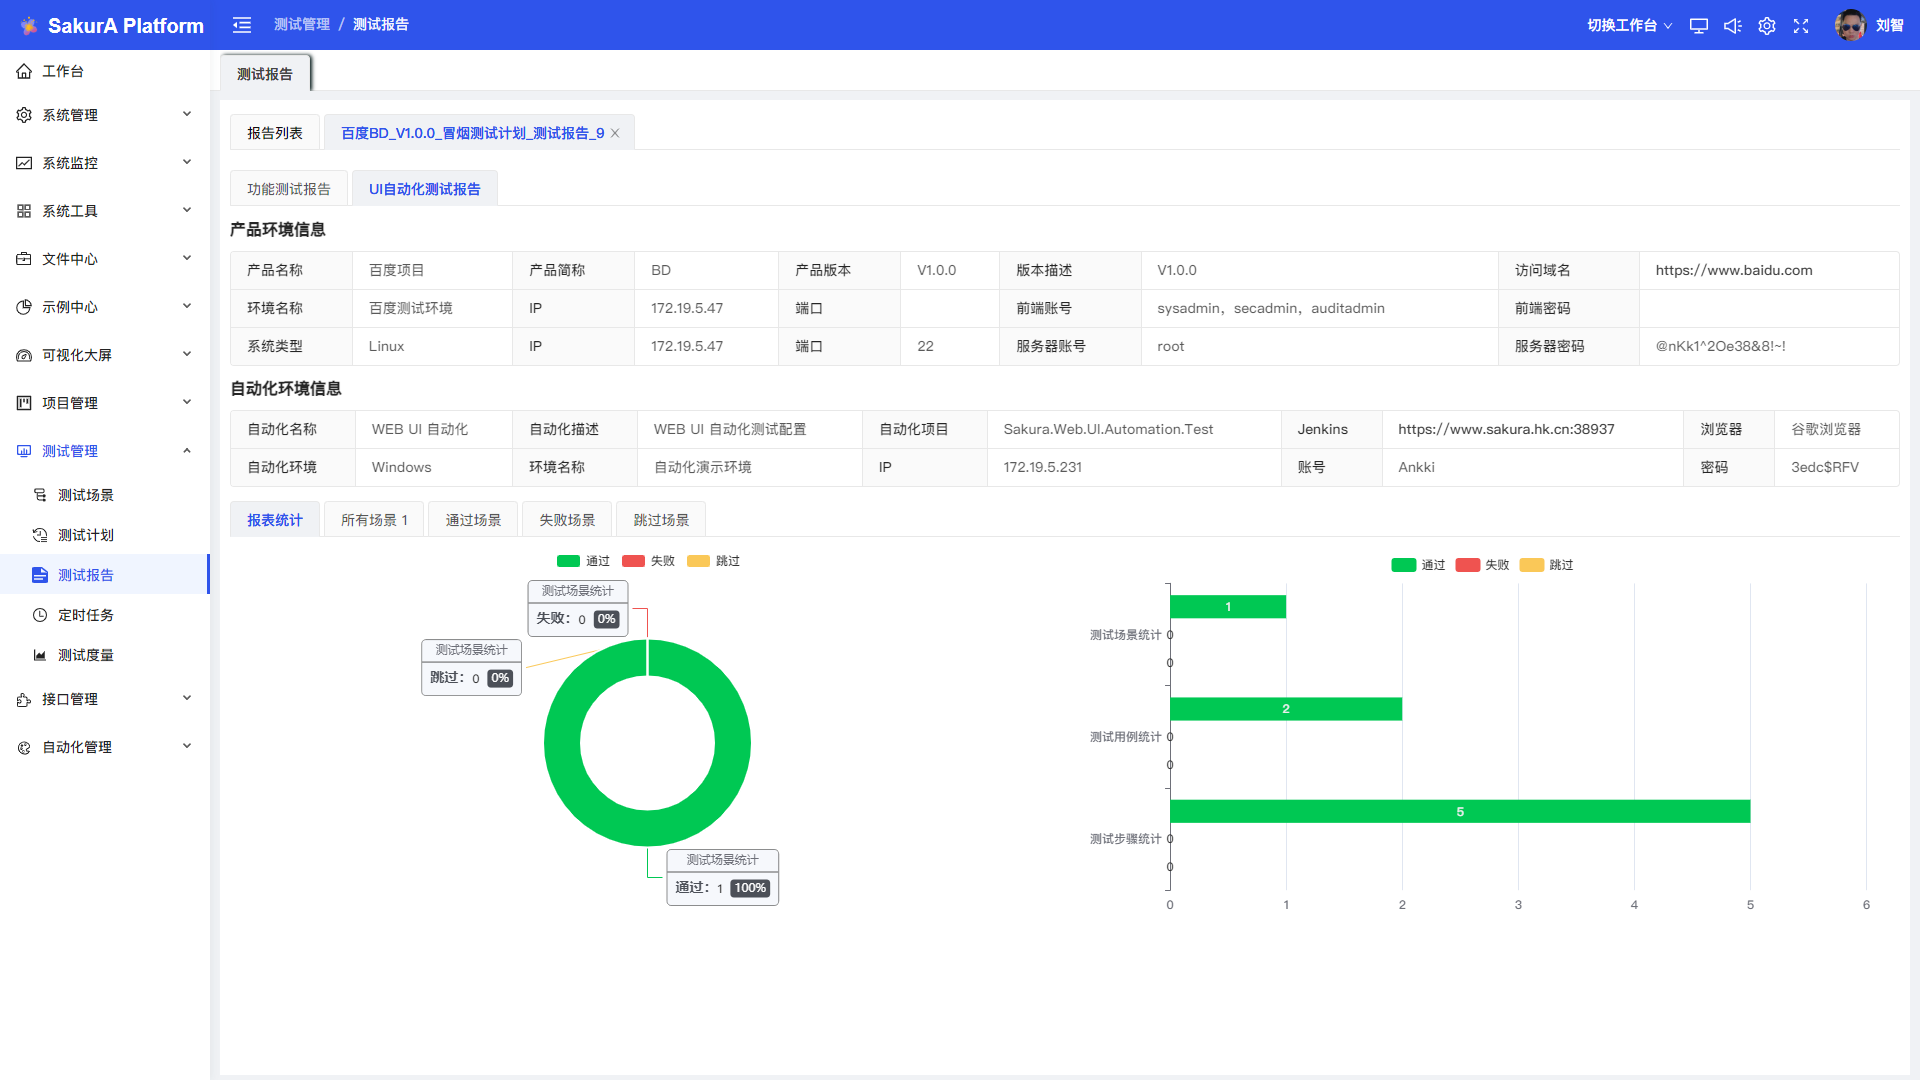 SakurA Platform
测试管理 / 测试报告
切换工作台
刘智
工作台
系统管理
系统监控
系统工具
文件中心
示例中心
可视化大屏
项目管理
测试管理
测试场景
测试计划
测试报告
定时任务
测试度量
接口管理
自动化管理
测试报告
报告列表 百度BD_V1.0.0_冒烟测试计划_测试报告_9
功能测试报告 UI自动化测试报告
产品环境信息
产品名称 百度项目 产品简称 BD 产品版本 V1.0.0 版本描述 V1.0.0 访问域名 https://www.baidu.com
环境名称 百度测试环境 IP 172.19.5.47 端口 前端账号 sysadmin，secadmin，auditadmin 前端密码
系统类型 Linux IP 172.19.5.47 端口 22 服务器账号 root 服务器密码 @nKk1^2Oe38&8!~!
自动化环境信息
自动化名称 WEB UI 自动化 自动化描述 WEB UI 自动化测试配置 自动化项目 Sakura.Web.UI.Automation.Test Jenkins https://www.sakura.hk.cn:38937 浏览器 谷歌浏览器
自动化环境 Windows 环境名称 自动化演示环境 IP 172.19.5.231 账号 Ankki 密码 3edc$RFV
报表统计 所有场景 1 通过场景 失败场景 跳过场景
通过 失败 跳过
测试场景统计
失败： 0 0%
测试场景统计
跳过： 0 0%
测试场景统计
通过： 1 100%
通过 失败 跳过
1
测试场景统计 0
0
2
测试用例统计 0
0
5
测试步骤统计 0
0
0 1 2 3 4 5 6